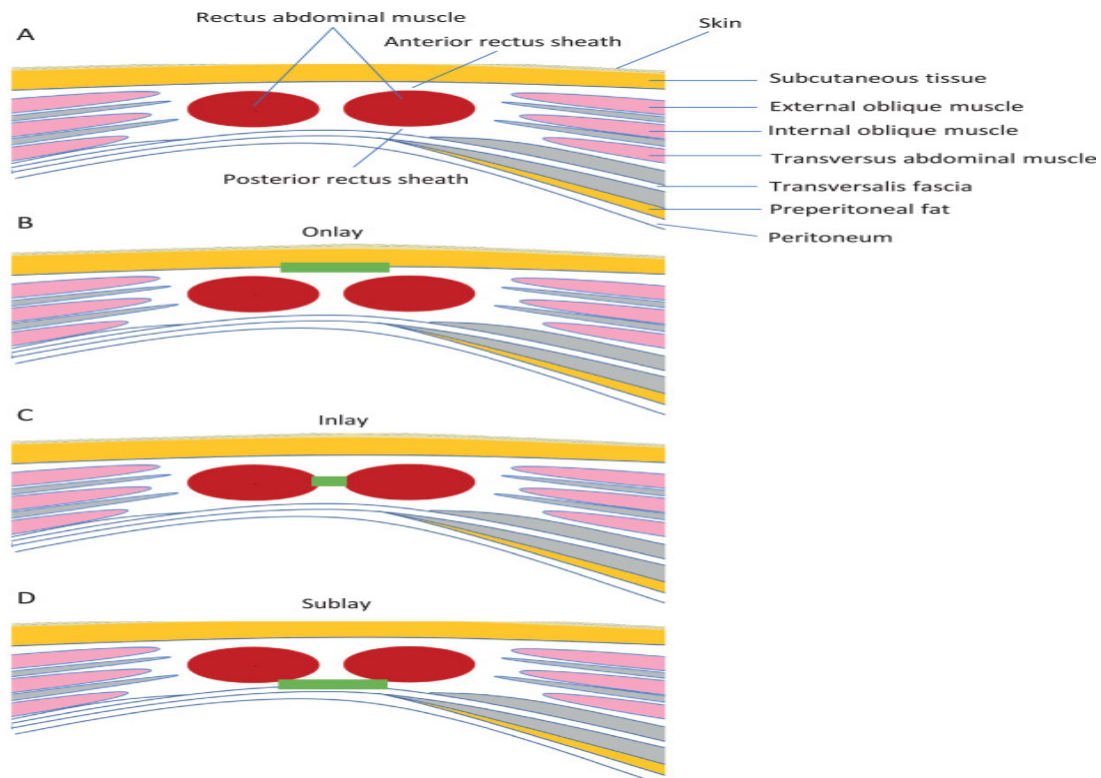 A
Rectus abdominal muscle
Anterior rectus sheath
Skin
Subcutaneous tissue
External oblique muscle
Internal oblique muscle
Transversus abdominal muscle
Posterior rectus sheath
Transversalis fascia
Preperitoneal fat
Peritoneum
B
Onlay
C
Inlay
D
Sublay